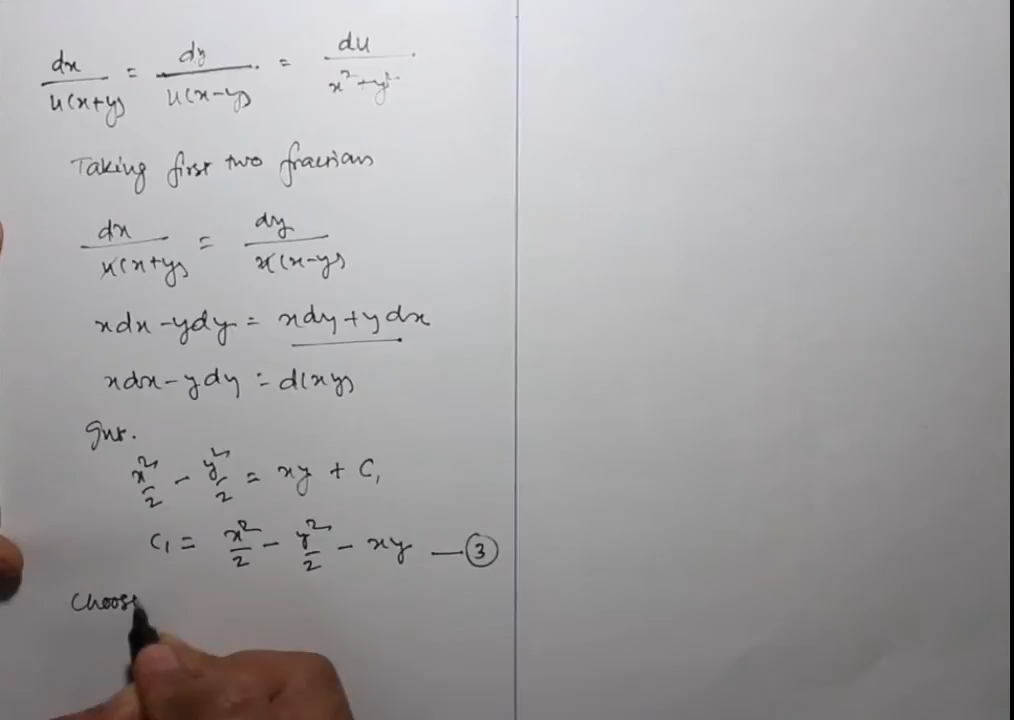 dx/u(x+y) = dy/u(x-y) = du/x²+y²
Taking first two fractions
dx/u(x+y) = dy/u(x-y)
xdx-ydy = xdy+ydx
xdx-ydy = d(xy)
Int.
x²/2 - y²/2 = xy + C₁
C₁ = x²/2 - y²/2 - xy —③
Choos